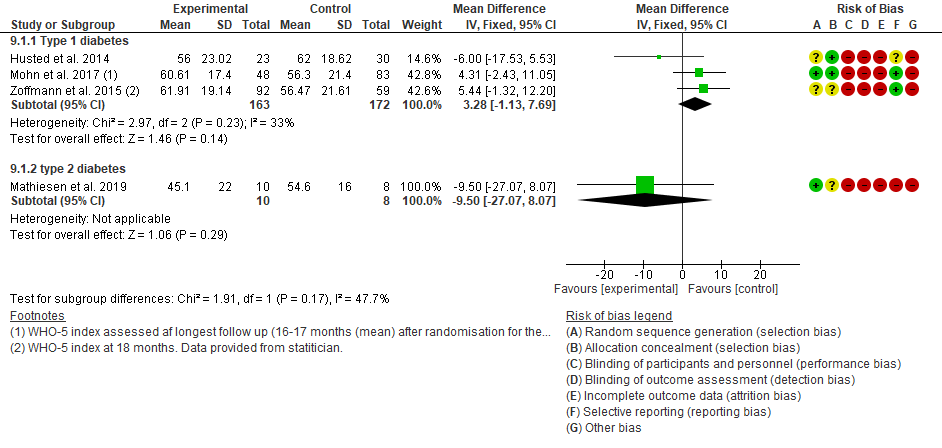 Experimental Control Mean Difference Mean Difference Risk of Bias
Study or Subgroup Mean SD Total Mean SD Total Weight IV, Fixed, 95% CI IV, Fixed, 95% CI A B C D E F G
9.1.1 Type 1 diabetes
Husted et al. 2014 56 23.02 23 62 18.62 30 14.6% -6.00 [-17.53, 5.53] ? + – – – ? –
Mohn et al. 2017 (1) 60.61 17.4 48 56.3 21.4 83 42.8% 4.31 [-2.43, 11.05] + + – – – + –
Zoffmann et al. 2015 (2) 61.91 19.14 92 56.47 21.61 59 42.6% 5.44 [-1.32, 12.20] ? ? – – – + –
Subtotal (95% CI) 163 172 100.0% 3.28 [-1.13, 7.69]
Heterogeneity: Chi² = 2.97, df = 2 (P = 0.23); I² = 33%
Test for overall effect: Z = 1.46 (P = 0.14)
9.1.2 type 2 diabetes
Mathiesen et al. 2019 45.1 22 10 54.6 16 8 100.0% -9.50 [-27.07, 8.07] + ? – – – – –
Subtotal (95% CI) 10 8 100.0% -9.50 [-27.07, 8.07]
Heterogeneity: Not applicable
Test for overall effect: Z = 1.06 (P = 0.29)
-20 -10 0 10 20
Favours [experimental] Favours [control]
Test for subgroup differences: Chi² = 1.91, df = 1 (P = 0.17), I² = 47.7%
Footnotes
(1) WHO-5 index assessed af longest follow up (16-17 months (mean) after randomisation for the...
(2) WHO-5 index at 18 months. Data provided from statitician.
Risk of bias legend
(A) Random sequence generation (selection bias)
(B) Allocation concealment (selection bias)
(C) Blinding of participants and personnel (performance bias)
(D) Blinding of outcome assessment (detection bias)
(E) Incomplete outcome data (attrition bias)
(F) Selective reporting (reporting bias)
(G) Other bias